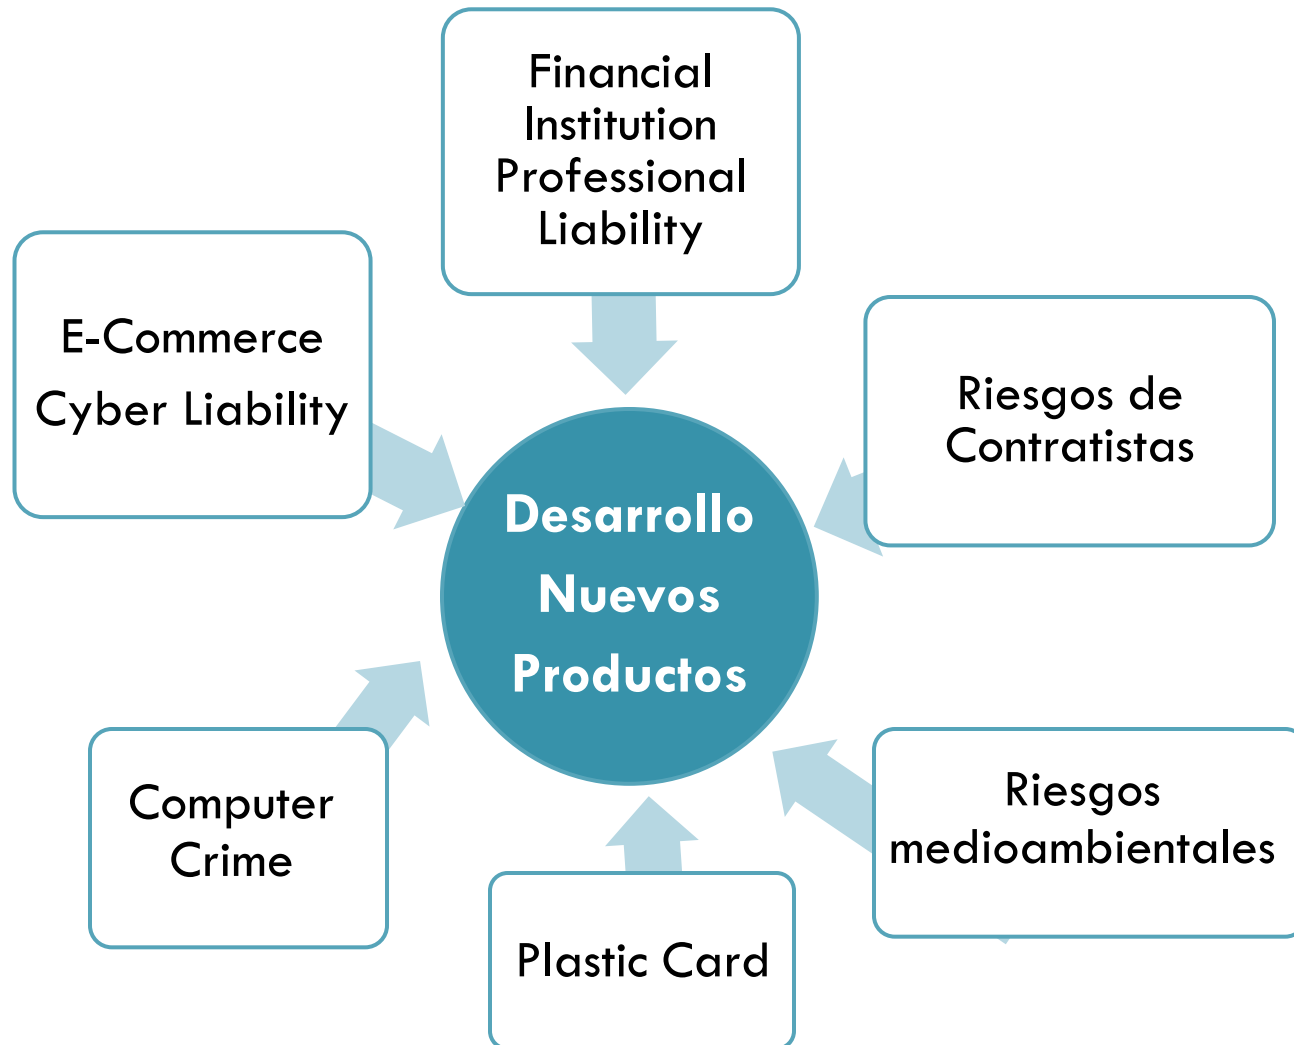 Financial
Institution
Professional
Liability
E-Commerce
Cyber Liability
Riesgos de
Contratistas
Desarrollo
Nuevos
Productos
Computer
Crime
Riesgos
medioambientales
Plastic Card